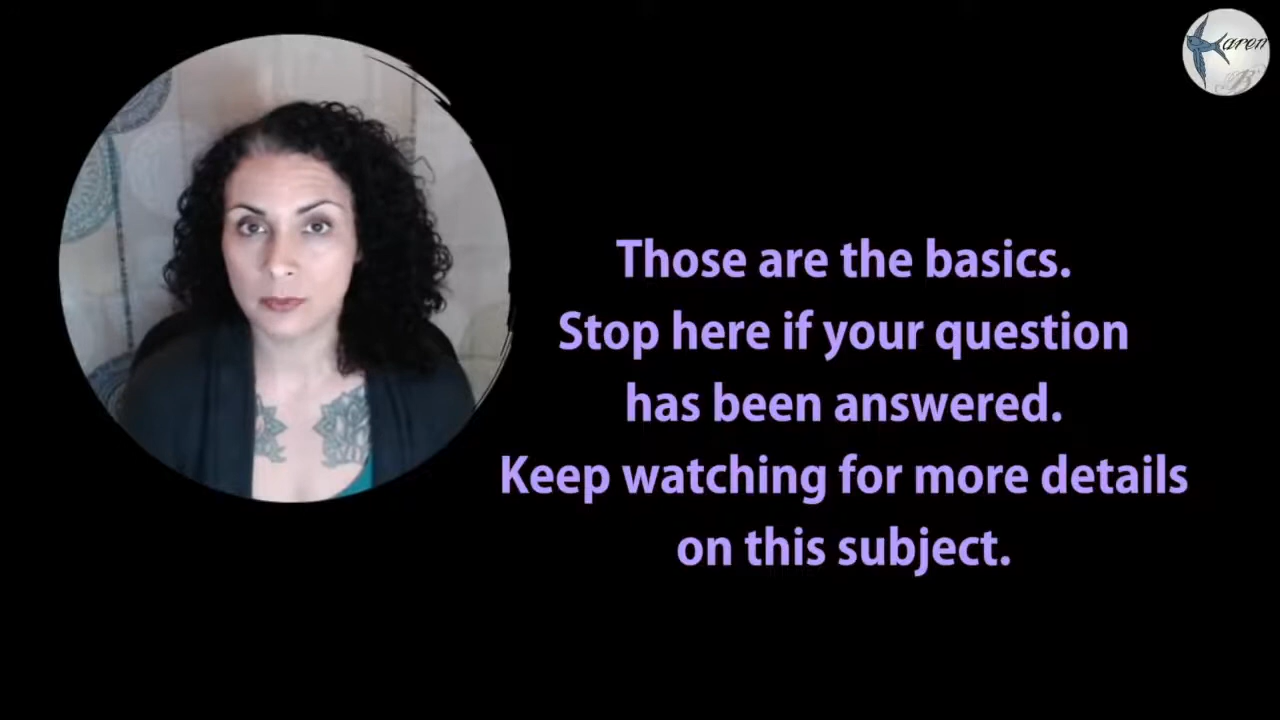 Karen
B
Those are the basics.
Stop here if your question
has been answered.
Keep watching for more details
on this subject.